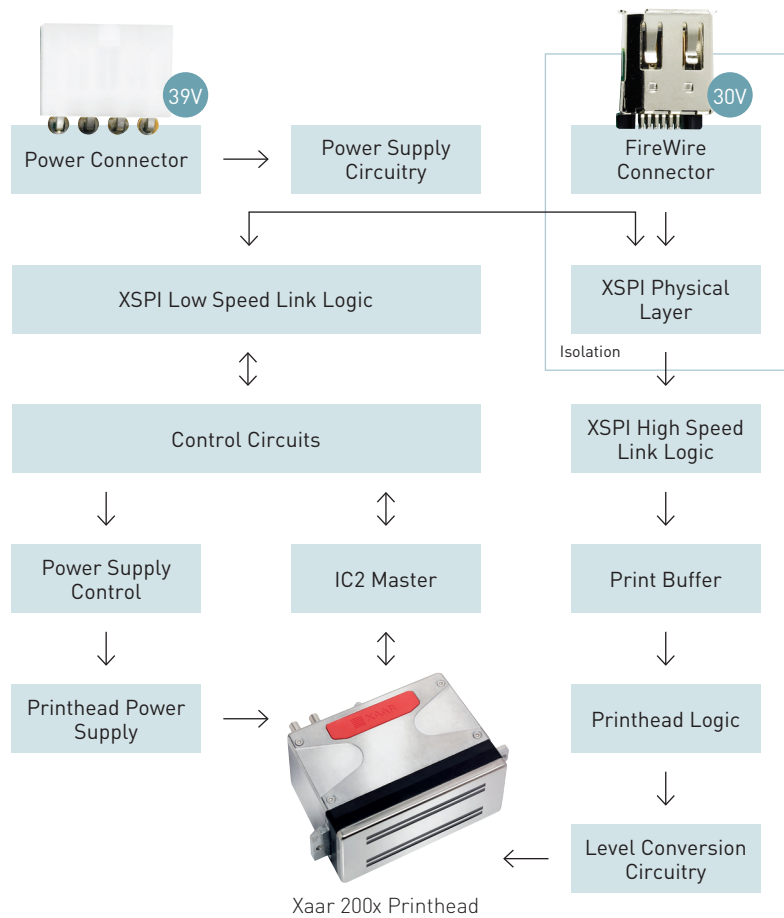 39V
30V
Power Connector
Power Supply
Circuitry
FireWire
Connector
XSPI Low Speed Link Logic
XSPI Physical
Layer
Isolation
Control Circuits
XSPI High Speed
Link Logic
Power Supply
Control
IC2 Master
Print Buffer
XAAR
Printhead Power
Supply
Printhead Logic
Level Conversion
Circuitry
Xaar 200x Printhead